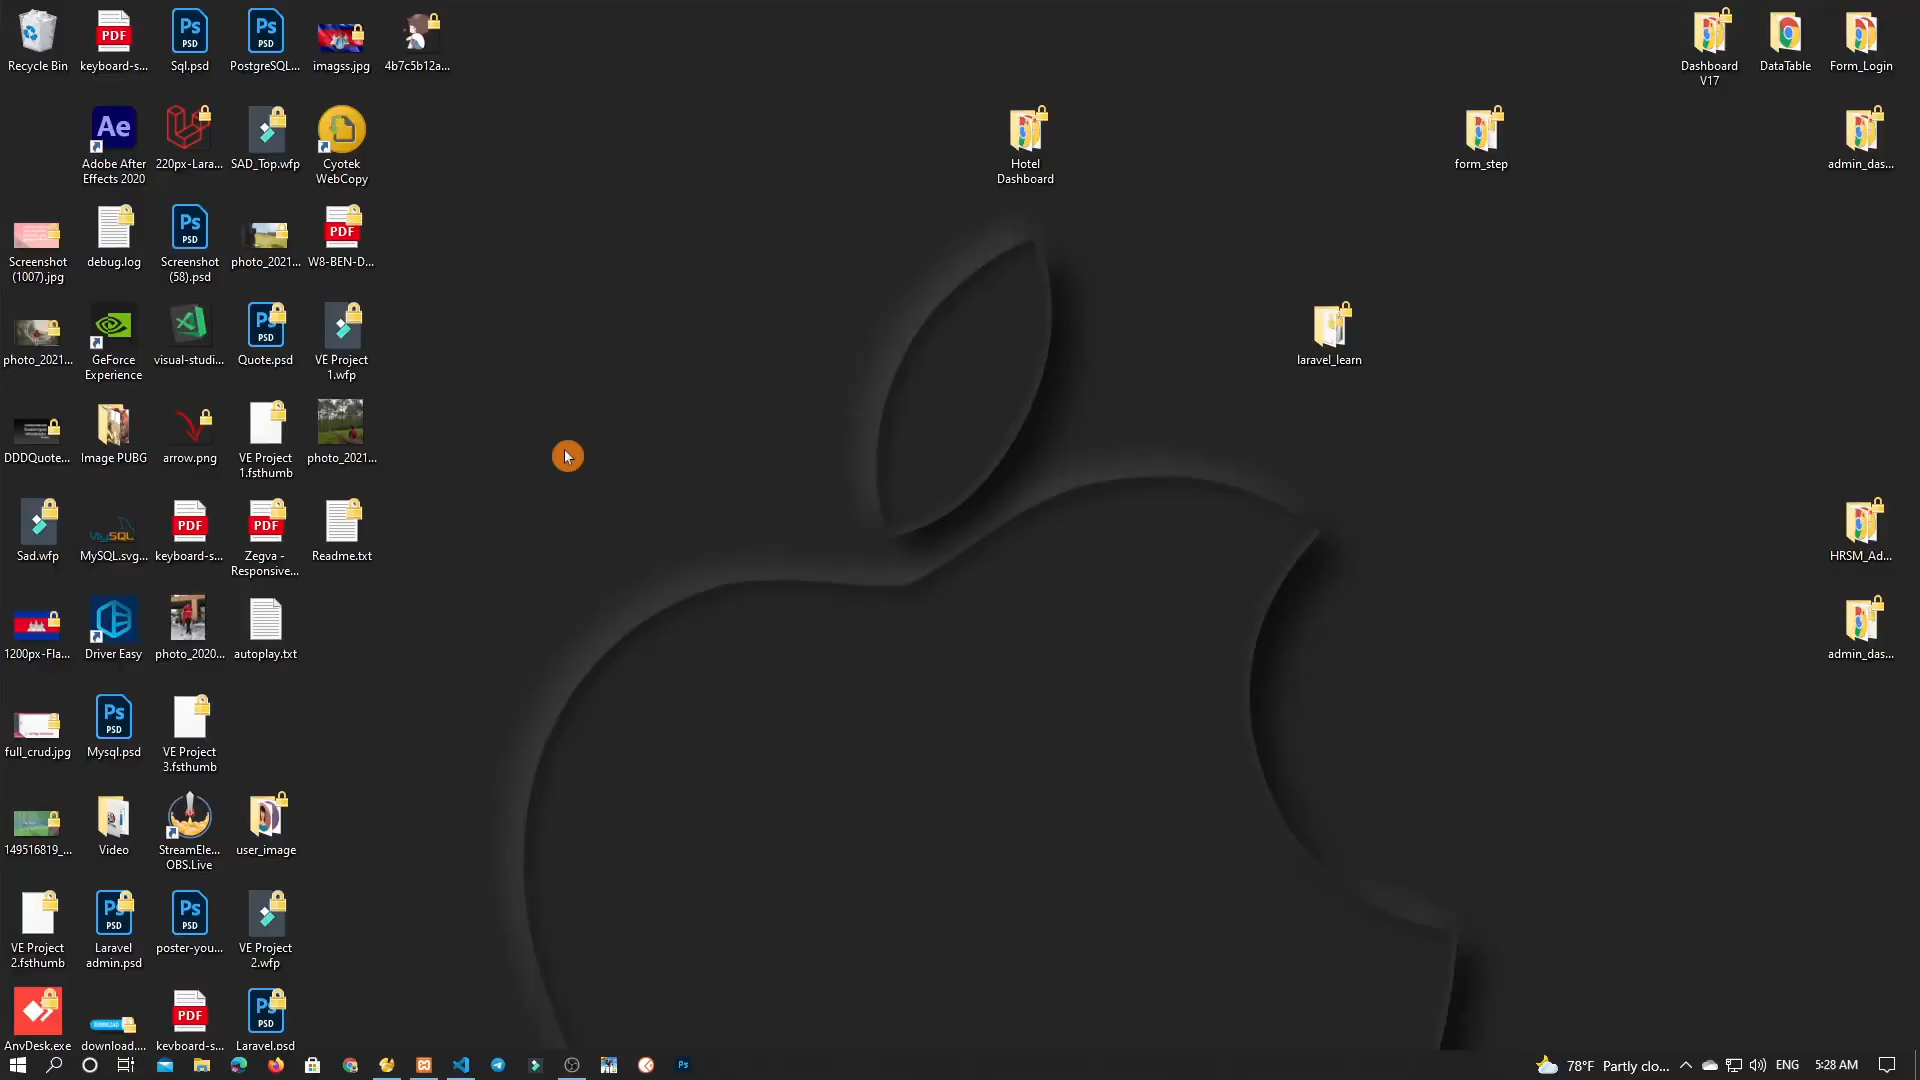 Recycle Bin
keyboard-s...
Sql.psd
PostgreSQL...
imagss.jpg
4b7c5b12a...
Dashboard
V17
DataTable
Form_Login
Adobe After
Effects 2020
220px-Lara...
SAD_Top.wfp
Cyotek
WebCopy
Hotel
Dashboard
form_step
admin_das...
Screenshot
(1007).jpg
debug.log
Screenshot
(58).psd
photo_2021...
W8-BEN-D...
photo_2021...
GeForce
Experience
visual-studi...
Quote.psd
VE Project
1.wfp
laravel_learn
DDDQuote...
Image PUBG
arrow.png
VE Project
1.fsthumb
photo_2021...
Sad.wfp
MySQL.svg...
keyboard-s...
Zegva -
Responsive...
Readme.txt
HRSM_Ad...
1200px-Fla...
Driver Easy
photo_2020...
autoplay.txt
admin_das...
full_crud.jpg
Mysql.psd
VE Project
3.fsthumb
149516819_...
Video
StreamEle...
OBS.Live
user_image
VE Project
2.fsthumb
Laravel
admin.psd
poster-you...
VE Project
2.wfp
AnyDesk.exe
download....
keyboard-s...
Laravel.psd
78°F Partly clo...
ENG
5:28 AM